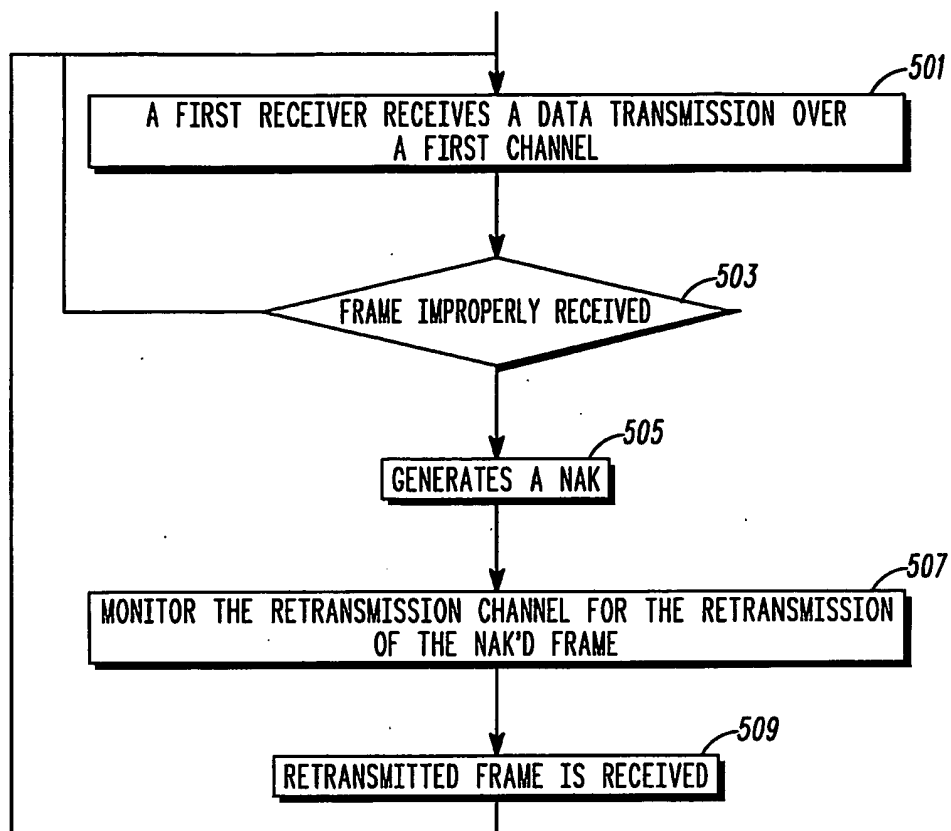 501
A FIRST RECEIVER RECEIVES A DATA TRANSMISSION OVER
A FIRST CHANNEL
503
FRAME IMPROPERLY RECEIVED
505
GENERATES A NAK
507
MONITOR THE RETRANSMISSION CHANNEL FOR THE RETRANSMISSION
OF THE NAK'D FRAME
509
RETRANSMITTED FRAME IS RECEIVED